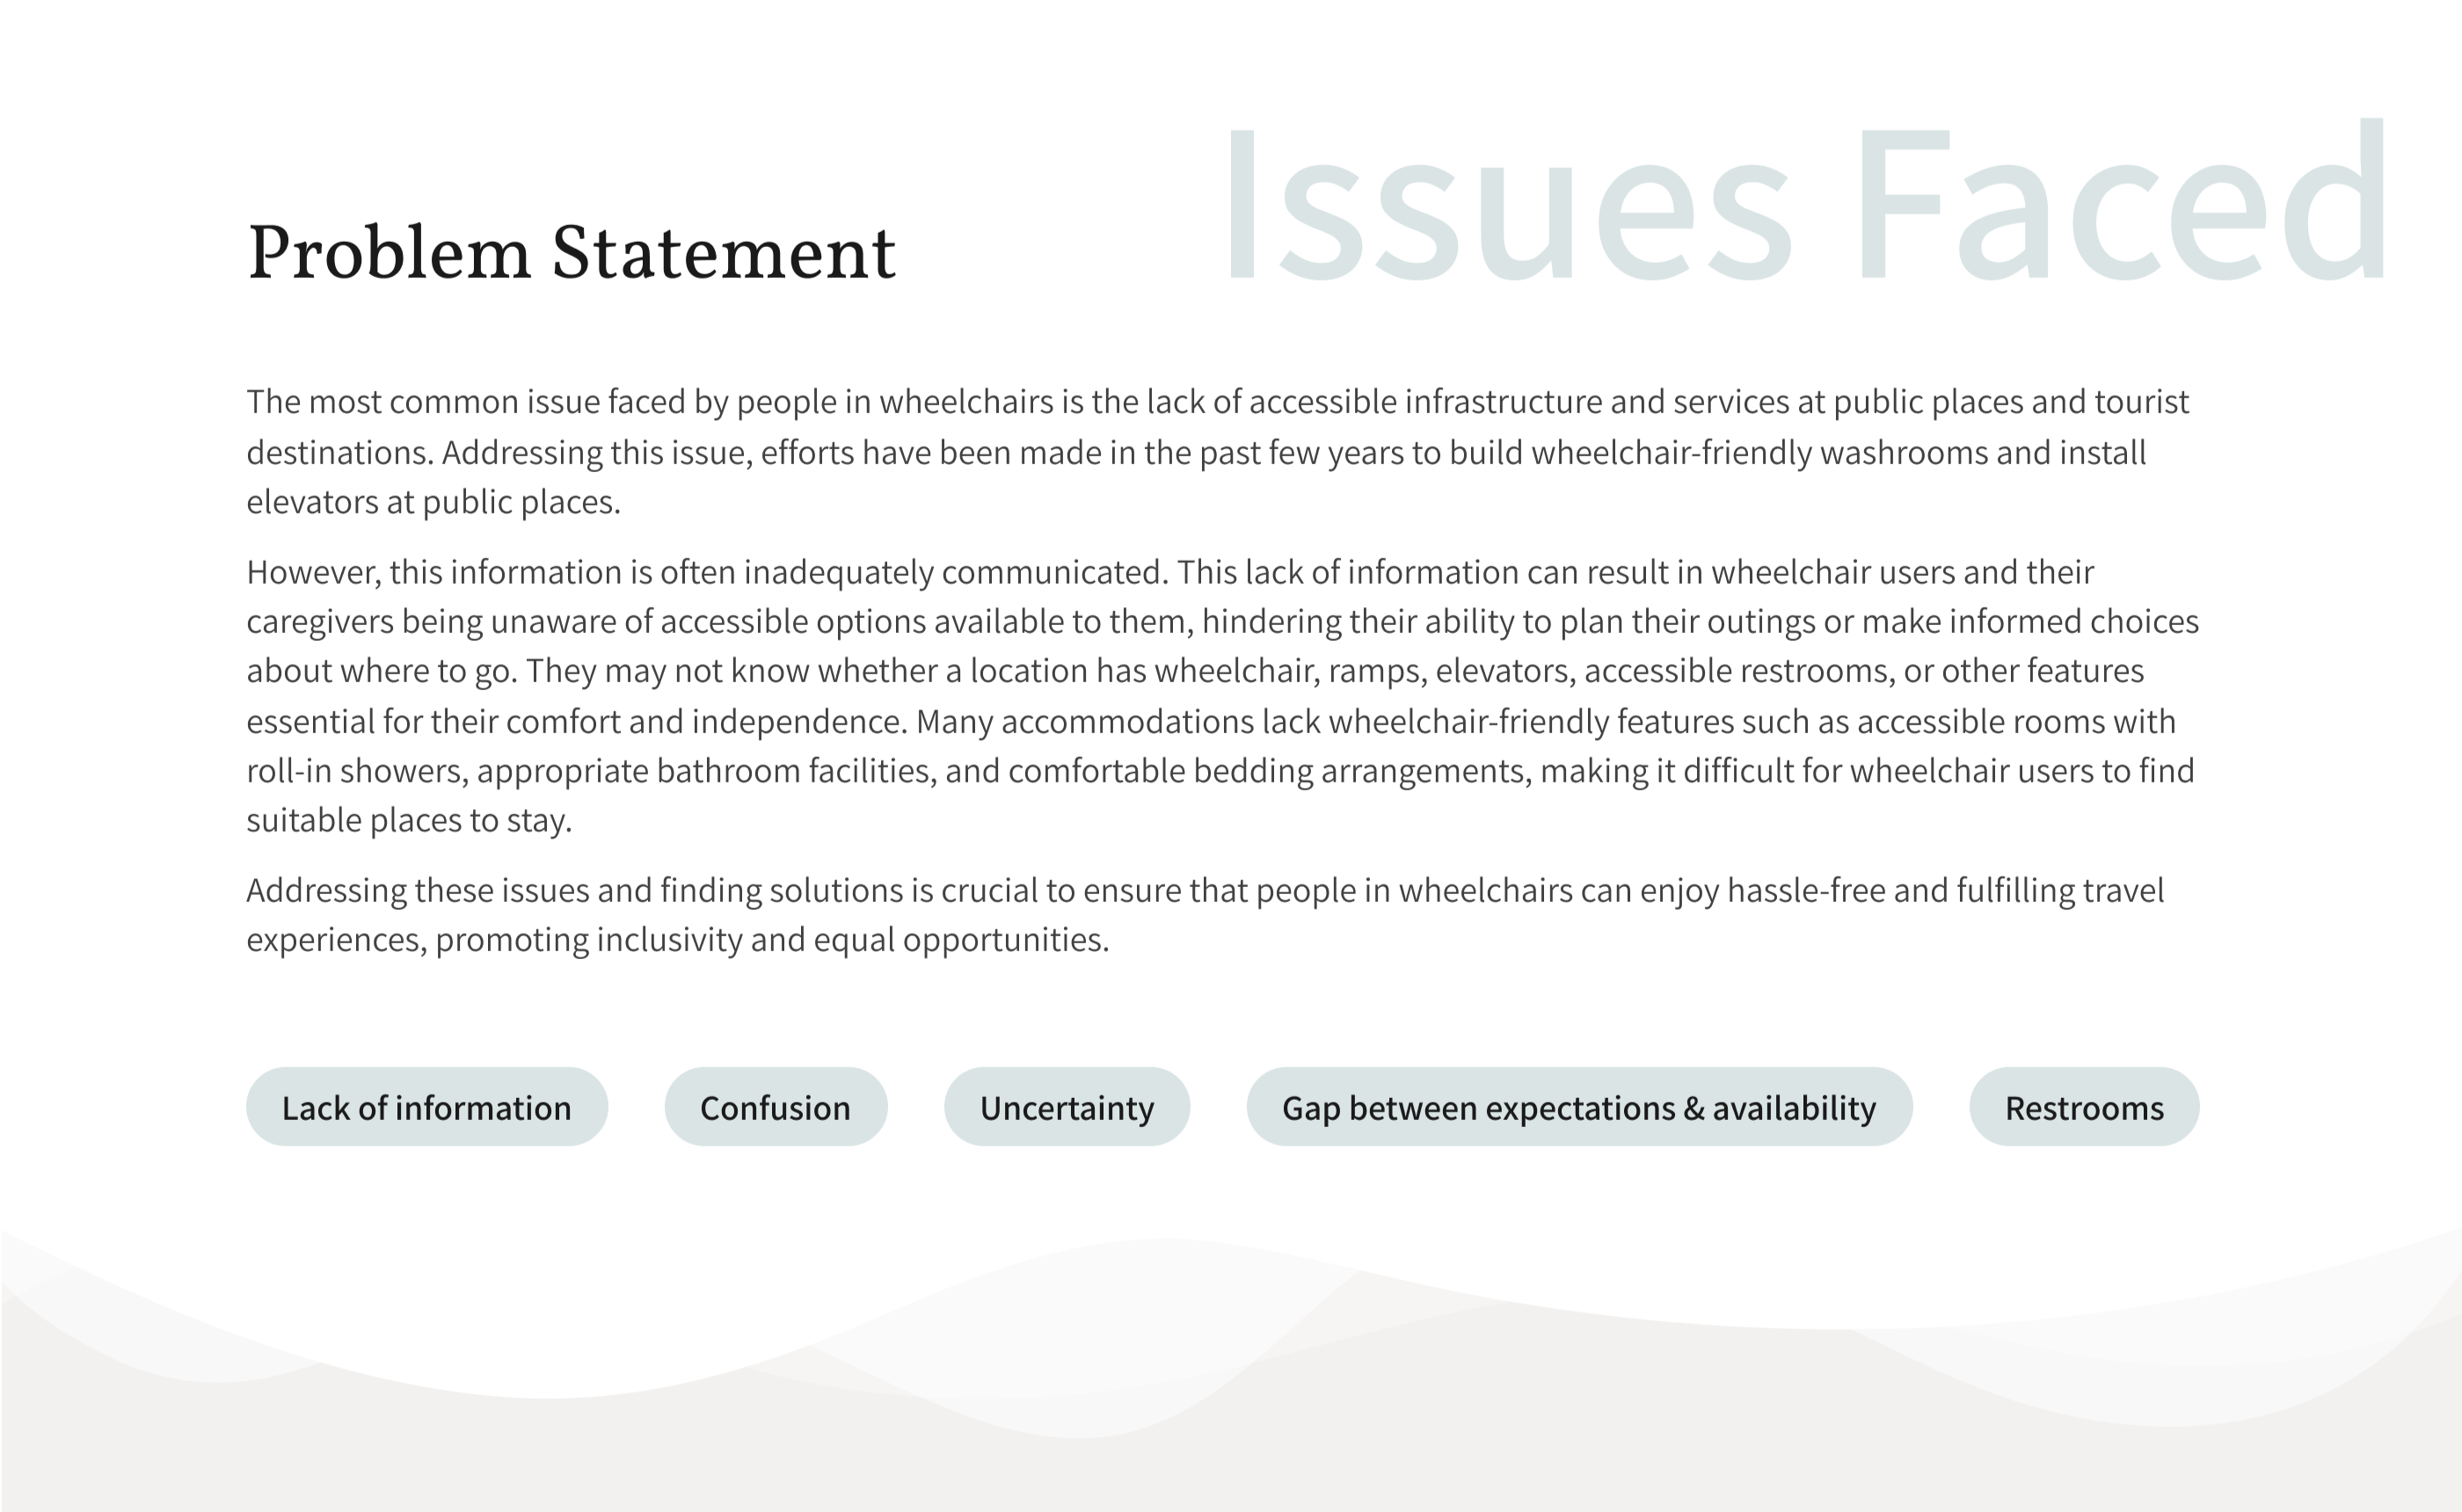 Issues Faced
Problem Statement
The most common issue faced by people in wheelchairs is the lack of accessible infrastructure and services at public places and tourist
destinations. Addressing this issue, efforts have been made in the past few years to build wheelchair-friendly washrooms and install
elevators at public places.
However, this information is often inadequately communicated. This lack of information can result in wheelchair users and their
caregivers being unaware of accessible options available to them, hindering their ability to plan their outings or make informed choices
about where to go. They may not know whether a location has wheelchair, ramps, elevators, accessible restrooms, or other features
essential for their comfort and independence. Many accommodations lack wheelchair-friendly features such as accessible rooms with
roll-in showers, appropriate bathroom facilities, and comfortable bedding arrangements, making it difficult for wheelchair users to find
suitable places to stay.
Addressing these issues and finding solutions is crucial to ensure that people in wheelchairs can enjoy hassle-free and fulfilling travel
experiences, promoting inclusivity and equal opportunities.
Lack of information
Confusion
Uncertainty
Gap between expectations & availability
Restrooms